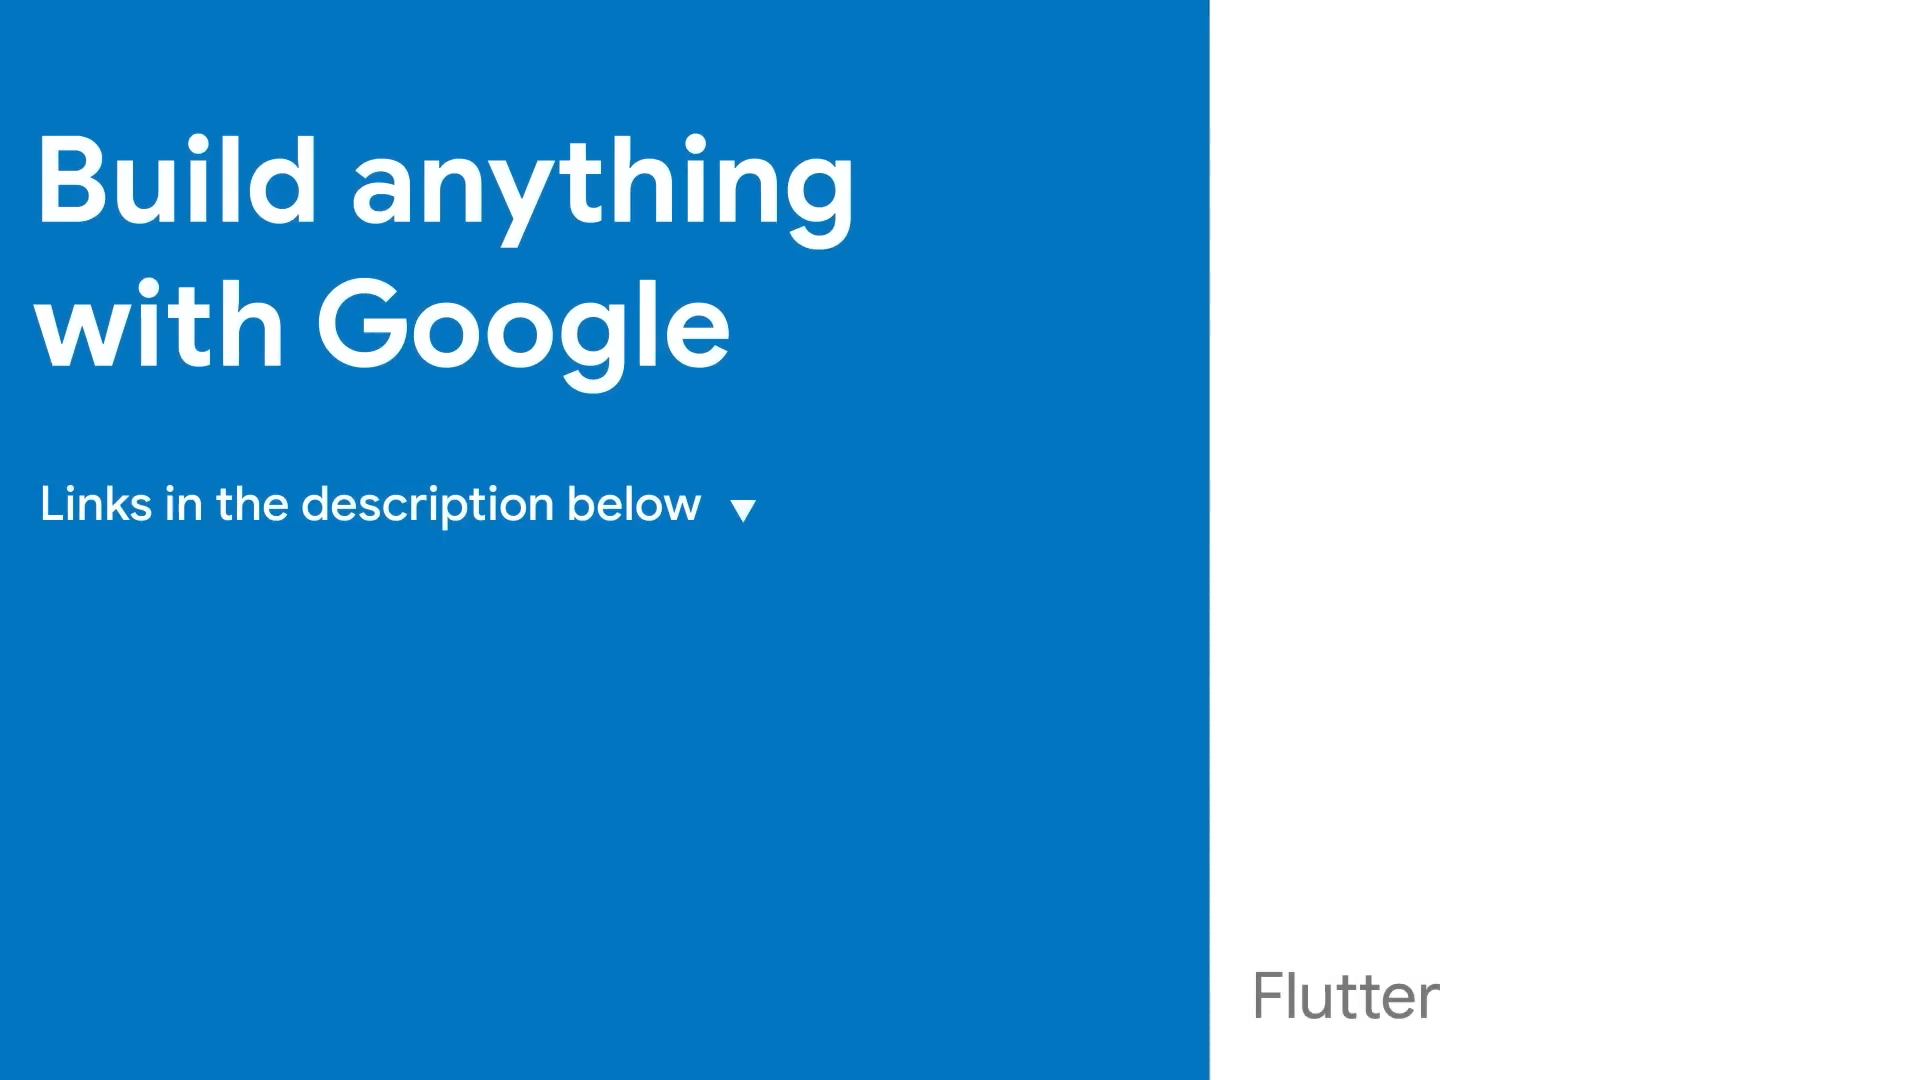 Build anything
with Google
Links in the description below ▼
Flutter